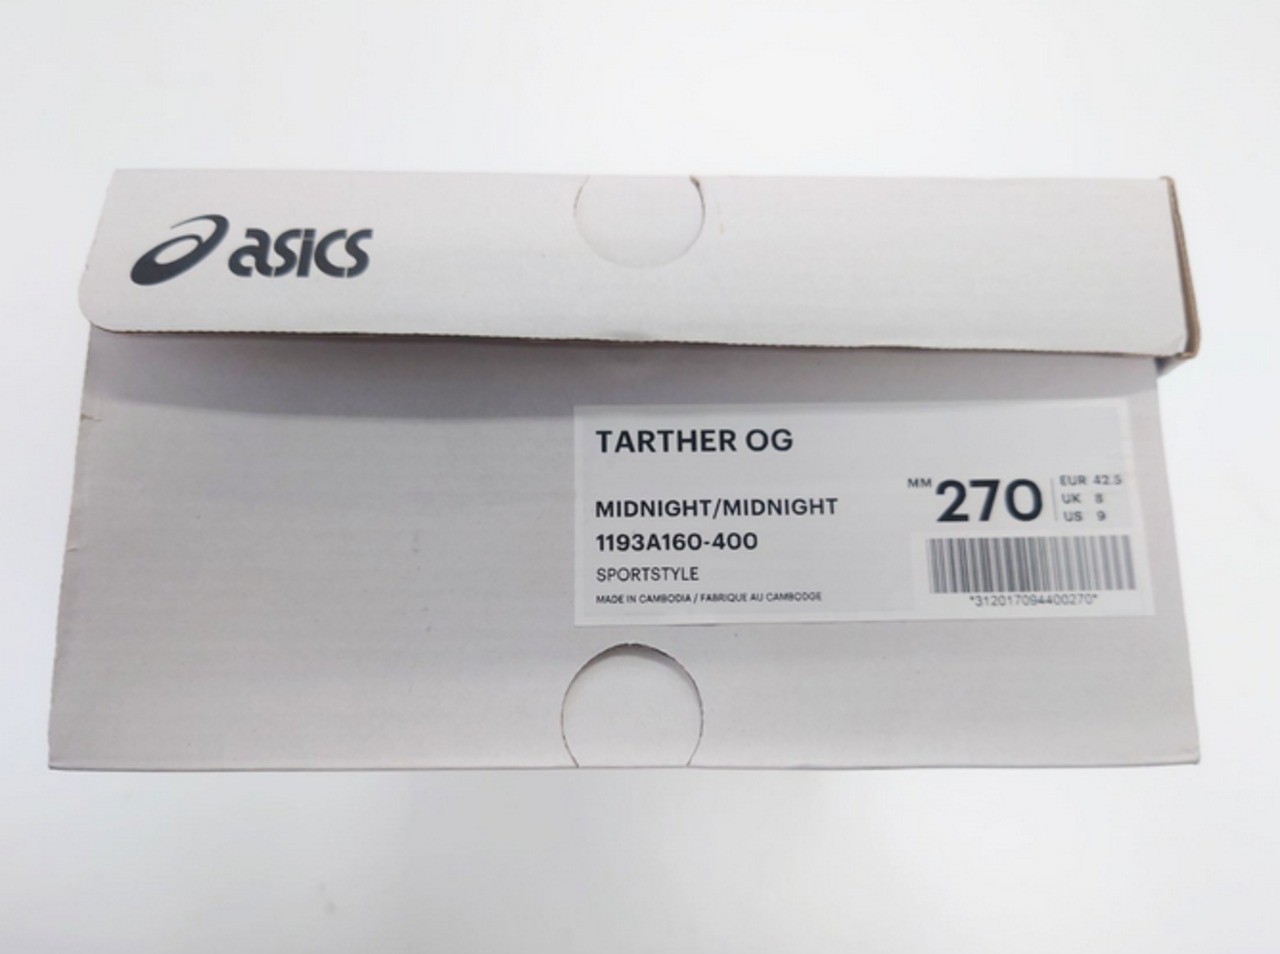 asics
TARTHER OG
MIDNIGHT/MIDNIGHT
1193A160-400
SPORTSTYLE
MADE IN CAMBODIA / FABRIQUE AU CAMBODGE
MM 270
EUR 42.5
UK 8
US 9
*312017094400270*